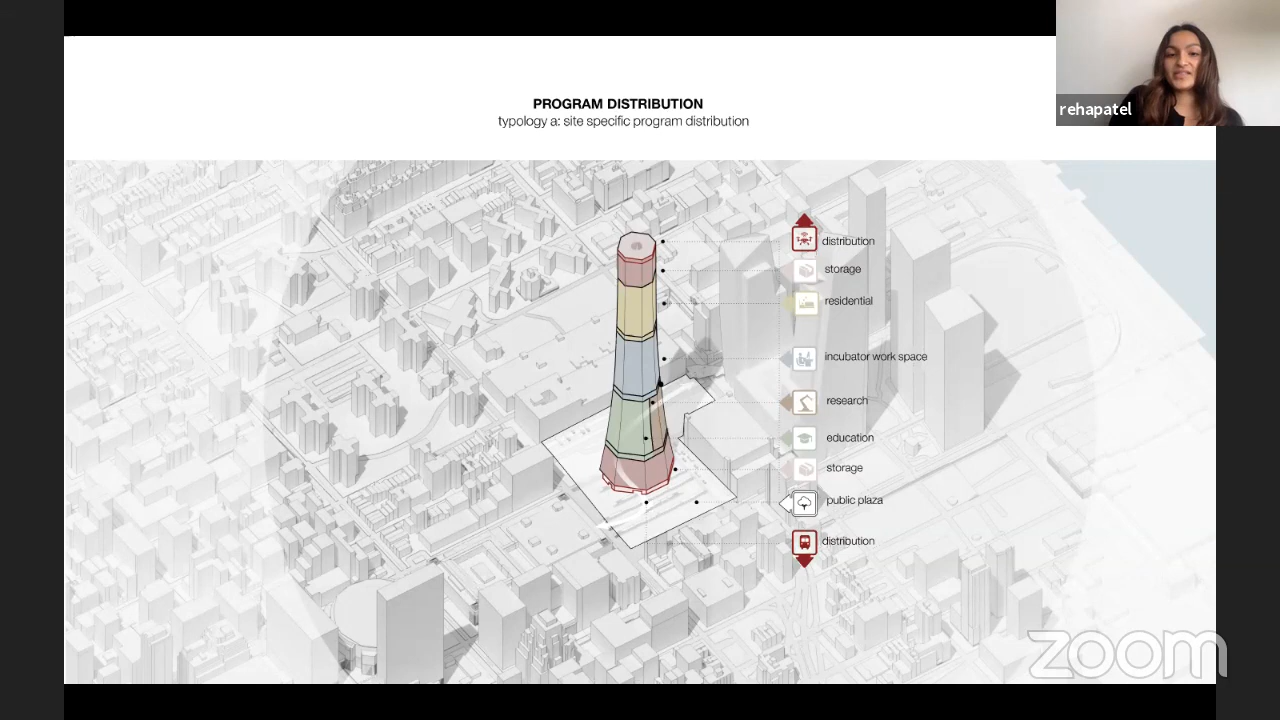 PROGRAM DISTRIBUTION
typology a: site specific program distribution
rehapatel
distribution
storage
residential
incubator work space
research
education
storage
public plaza
distribution
zoom